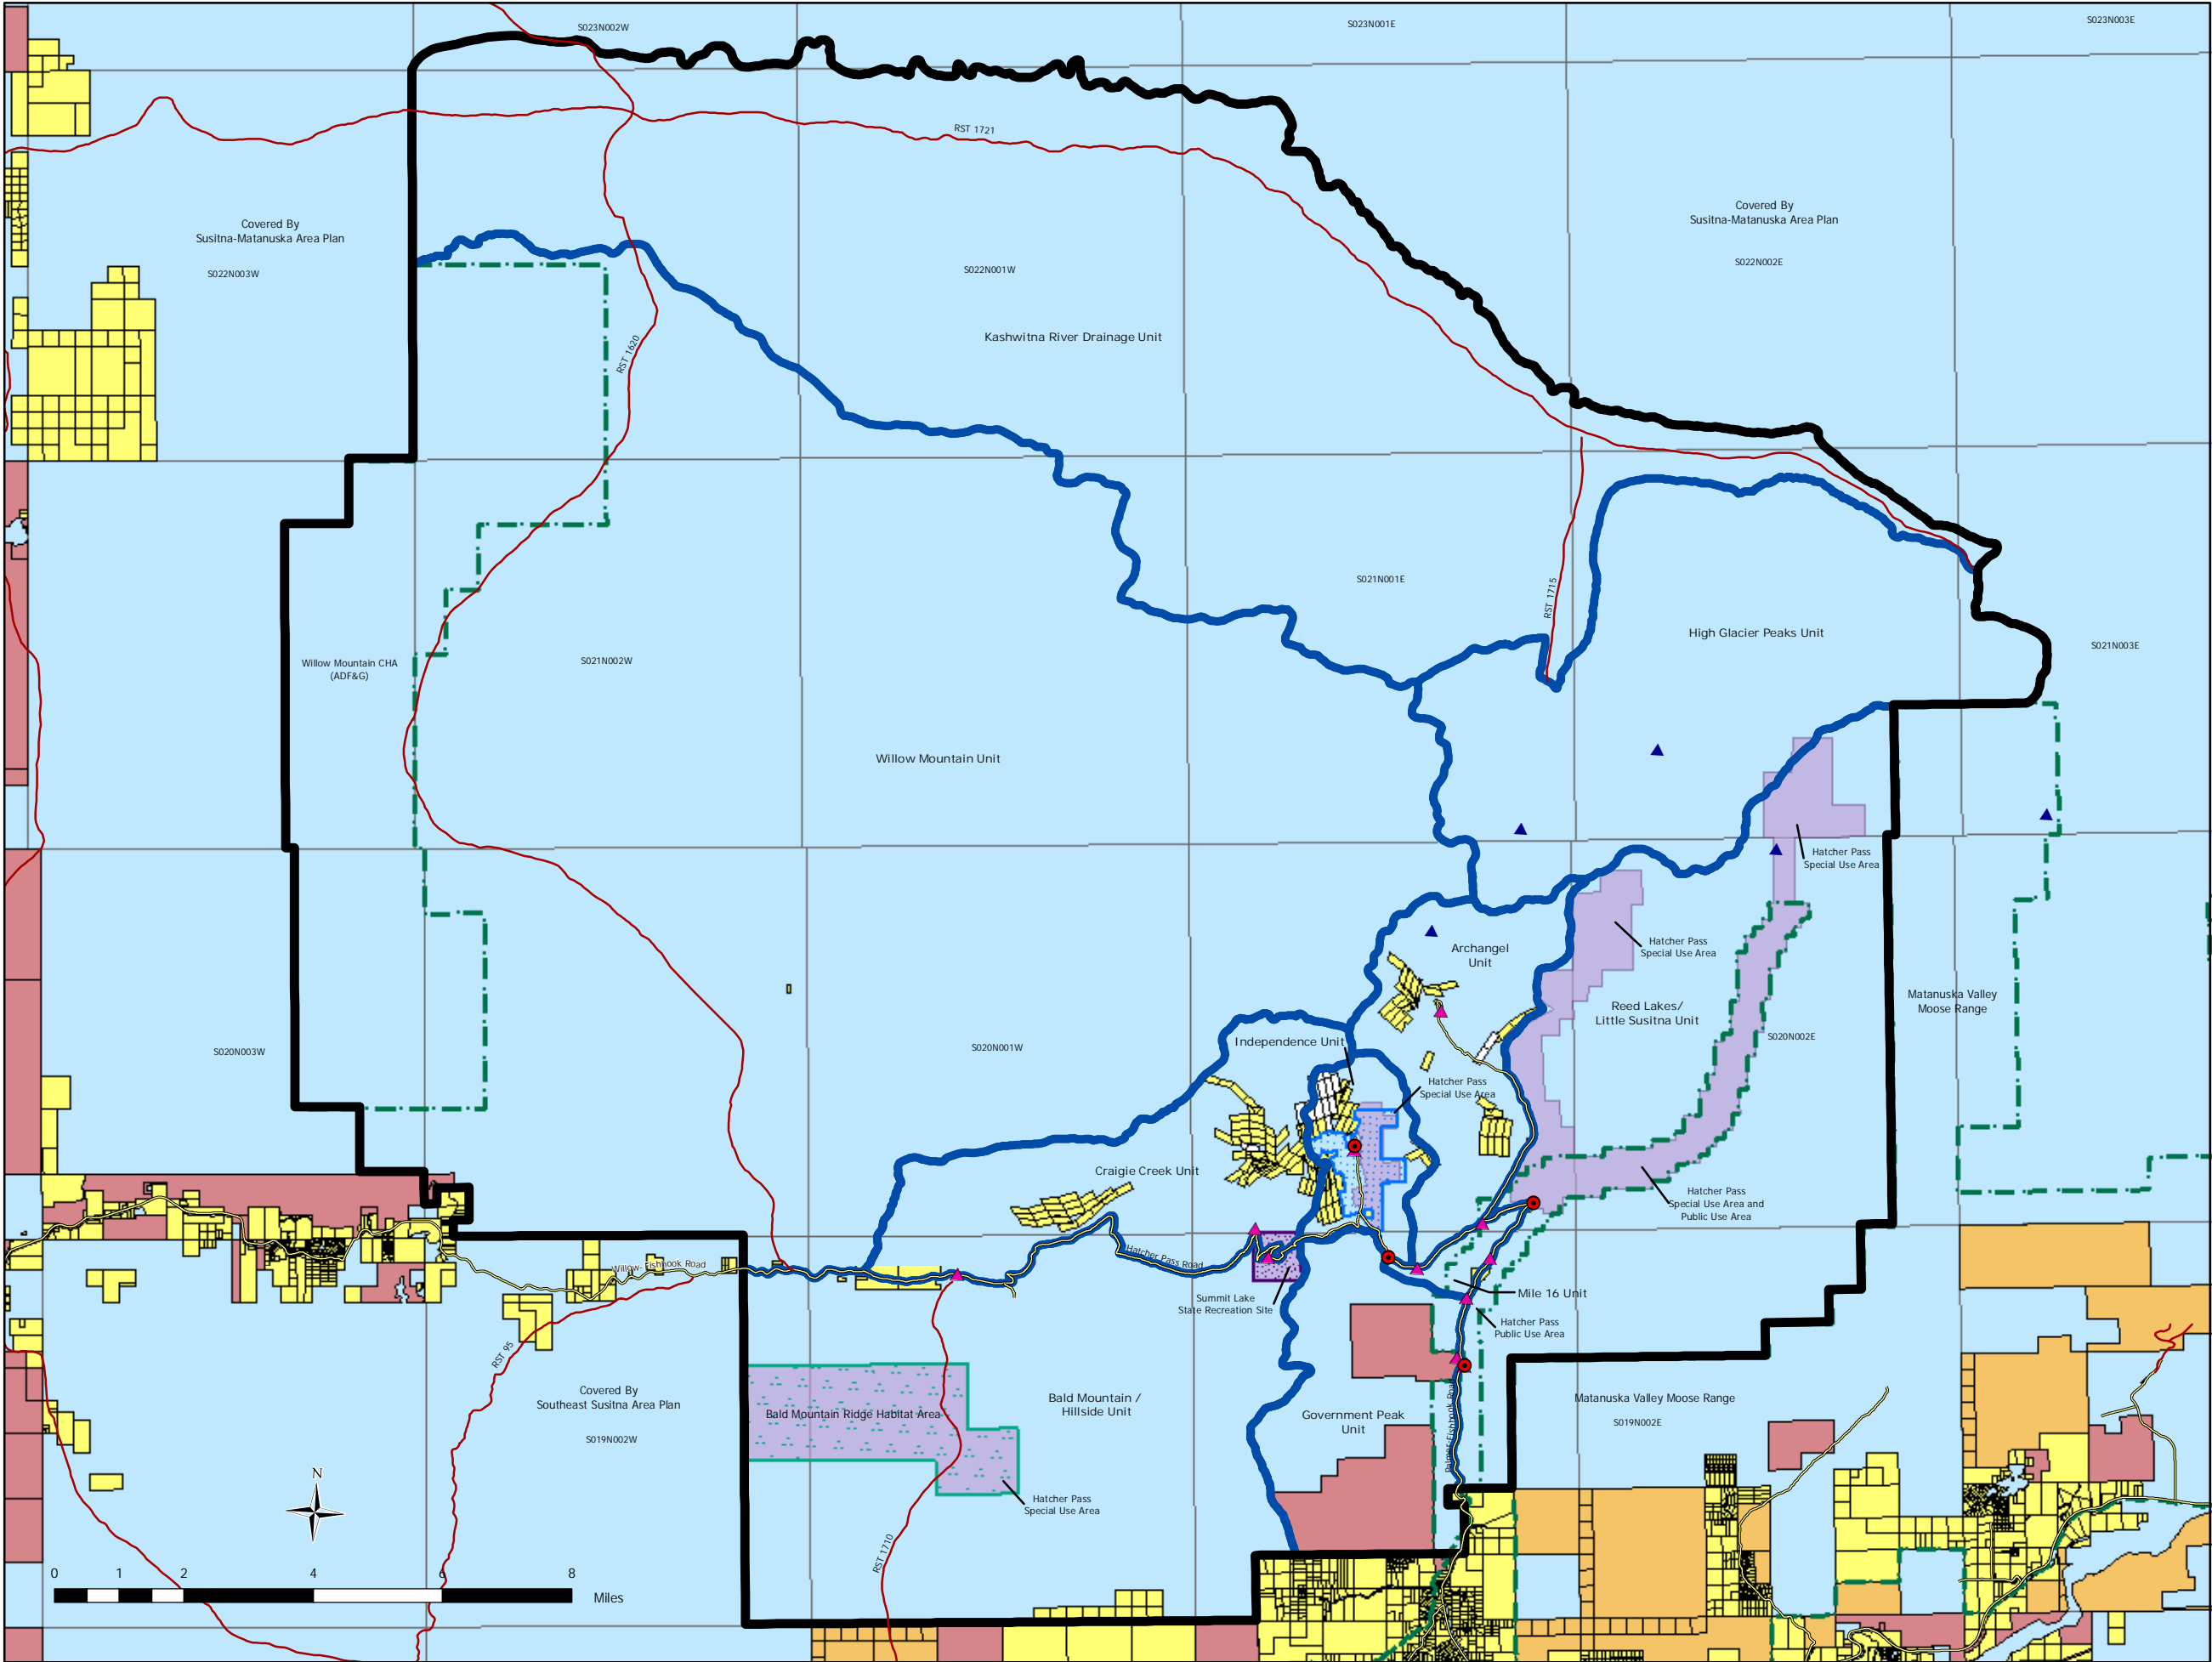 S023N002W
S023N001E
S023N003E
RST 1721
Covered By
Susitna-Matanuska Area Plan
S022N003W
Covered By
Susitna-Matanuska Area Plan
S022N002E
S022N001W
Kashwitna River Drainage Unit
RST 1620
S021N001E
RST 1715
High Glacier Peaks Unit
S021N003E
Willow Mountain CHA
(ADF&G)
S021N002W
Willow Mountain Unit
Hatcher Pass
Special Use Area
Archangel
Unit
Hatcher Pass
Special Use Area
Reed Lakes/
Little Susitna Unit
Matanuska Valley
Moose Range
S020N002E
S020N003W
S020N001W
Independence Unit
Hatcher Pass
Special Use Area
Craigie Creek Unit
Hatcher Pass
Special Use Area and
Public Use Area
Hatcher Pass Road
Willow-Fishhook Road
Summit Lake
State Recreation Site
Mile 16 Unit
Hatcher Pass
Public Use Area
RST 95
Covered By
Southeast Susitna Area Plan
S019N002W
Bald Mountain Ridge Habitat Area
Bald Mountain /
Hillside Unit
Government Peak
Unit
Palmer-Fishhook Road
Matanuska Valley Moose Range
S019N002E
Hatcher Pass
Special Use Area
RST 1710
N
0 1 2 4 6 8
Miles